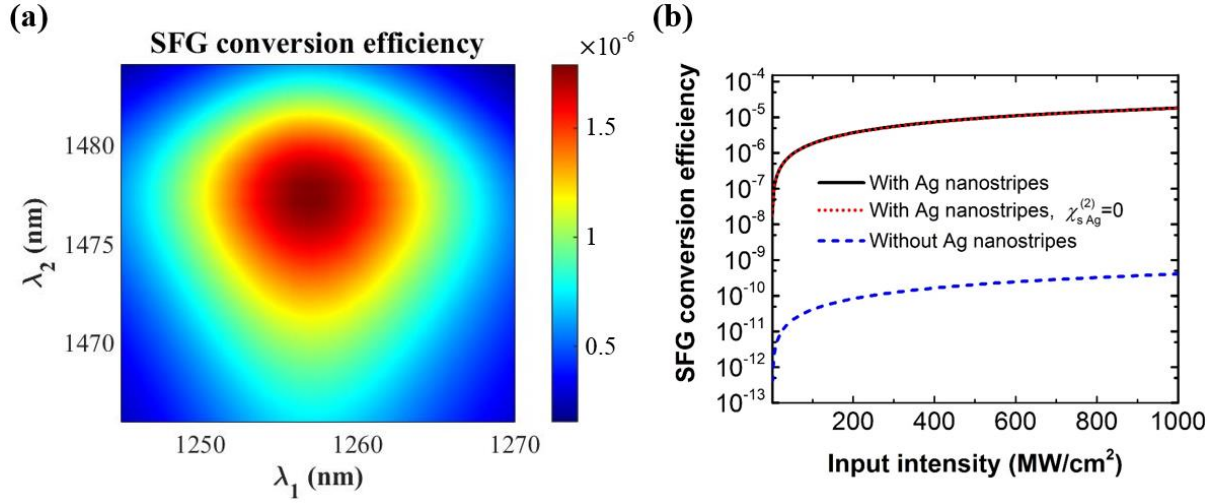 (a)
SFG conversion efficiency
×10⁻⁶
1.5
1
0.5
1480
1475
1470
λ₂ (nm)
1250 1260 1270
λ₁ (nm)
(b)
SFG conversion efficiency
10⁻⁴
10⁻⁵
10⁻⁶
10⁻⁷
10⁻⁸
10⁻⁹
10⁻¹⁰
10⁻¹¹
10⁻¹²
10⁻¹³
With Ag nanostripes
With Ag nanostripes, χ⁽²⁾ₛ Ag=0
Without Ag nanostripes
200 400 600 800 1000
Input intensity (MW/cm²)